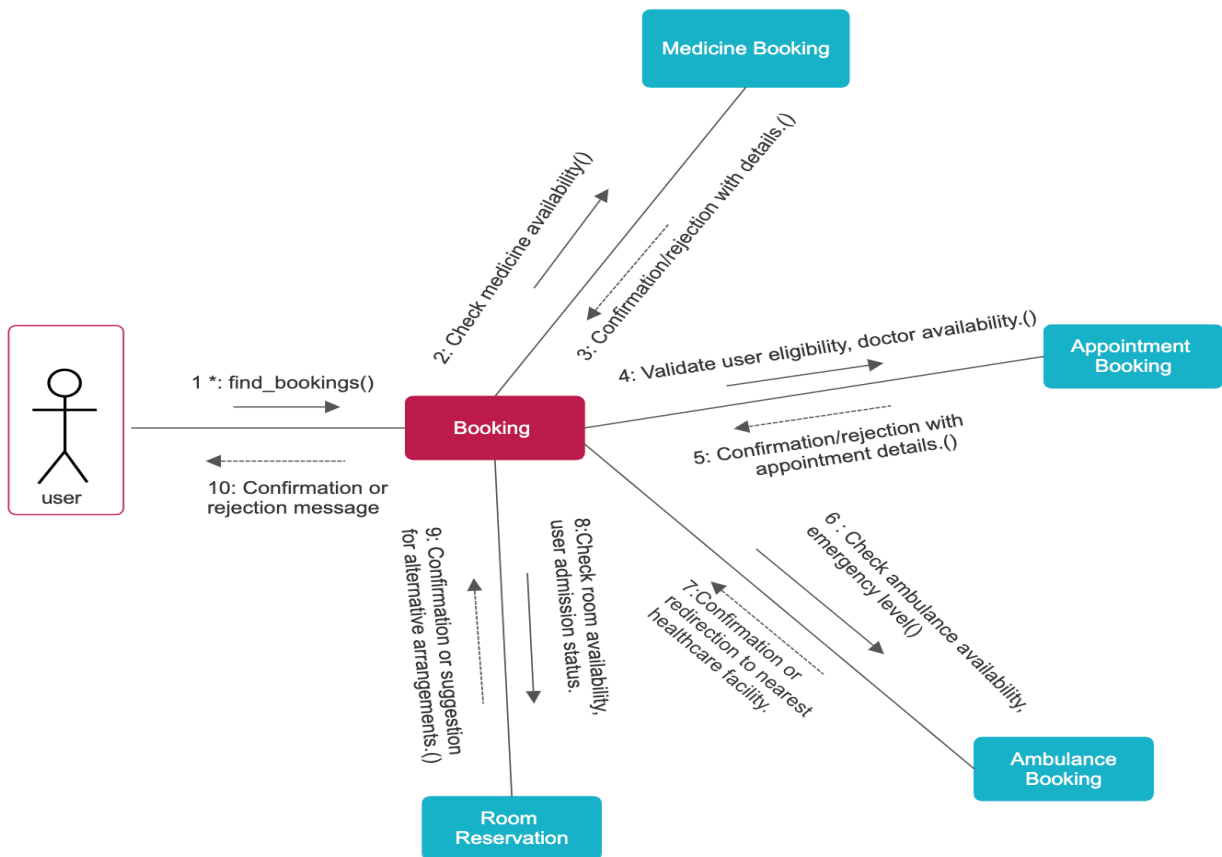 Medicine Booking
2: Check medicine availability()
3: Confirmation/rejection with details.()
4: Validate user eligibility, doctor availability.()
Appointment
Booking
1 *: find_bookings()
Booking
5: Confirmation/rejection with
appointment details.()
user
10: Confirmation or
rejection message
9: Confirmation or suggestion
for alternative arrangements.()
8:Check room availability,
user admission status.
6 : Check ambulance availability,
emergency level()
7:Confirmation or
redirection to nearest
healthcare facility.
Ambulance
Booking
Room
Reservation